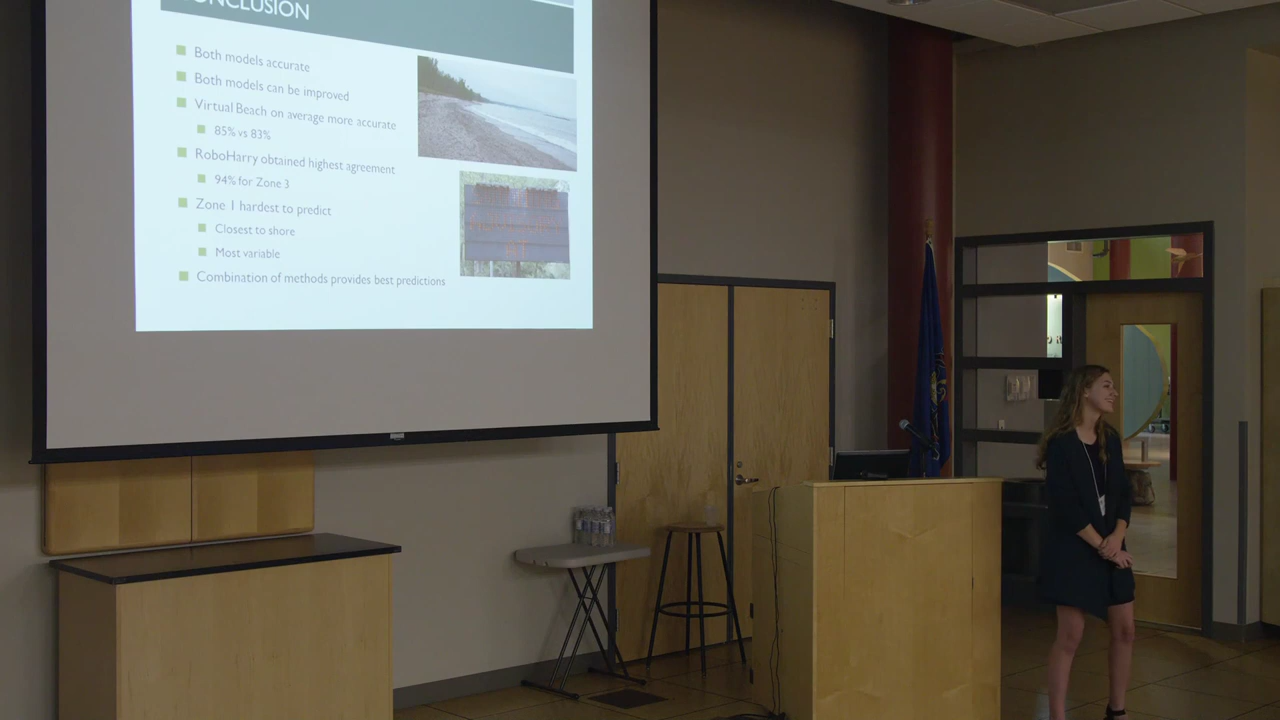 ONCLUSION
Both models accurate
Both models can be improved
Virtual Beach on average more accurate
85% vs 83%
RoboHarry obtained highest agreement
94% for Zone 3
Zone 1 hardest to predict
Closest to shore
Most variable
Combination of methods provides best predictions